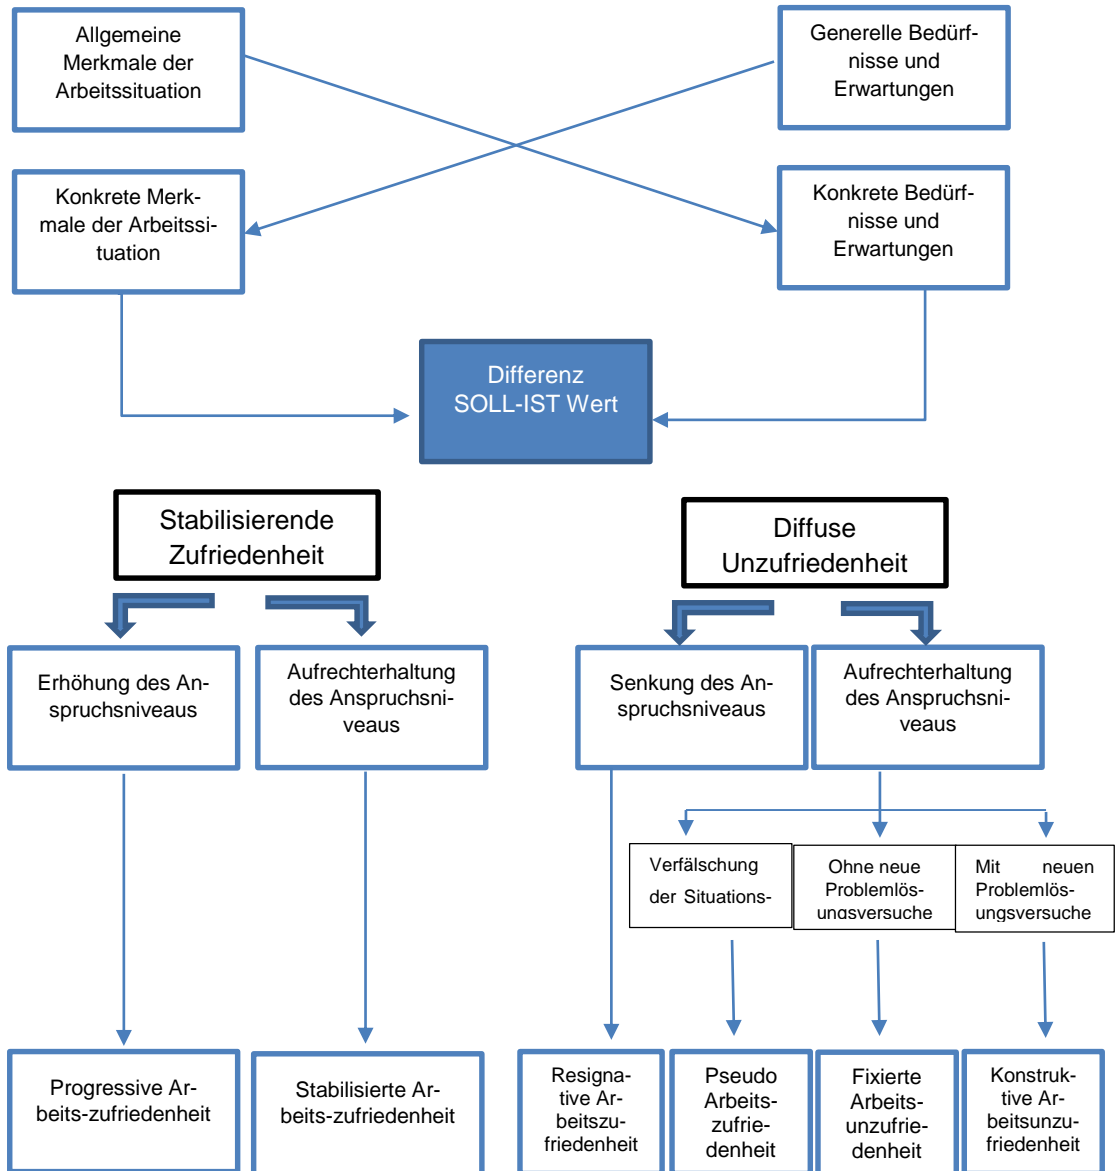 Allgemeine
Merkmale der
Arbeitssituation
Generelle Bedürf-
nisse und
Erwartungen
Konkrete Merk-
male der Arbeitssi-
tuation
Konkrete Bedürf-
nisse und
Erwartungen
Differenz
SOLL-IST Wert
Stabilisierende
Zufriedenheit
Diffuse
Unzufriedenheit
Erhöhung des An-
spruchsniveaus
Aufrechterhaltung
des Anspruchsni-
veaus
Senkung des An-
spruchsniveaus
Aufrechterhaltung
des Anspruchsni-
veaus
Verfälschung
der Situations-
Ohne neue
Problemlös-
ungsversuche
Mit neuen
Problemlös-
ungsversuche
Progressive Ar-
beits-zufriedenheit
Stabilisierte Ar-
beits-zufriedenheit
Resigna-
tive Ar-
beitszu-
friedenheit
Pseudo
Arbeits-
zufrie-
denheit
Fixierte
Arbeits-
unzufrie-
denheit
Konstruk-
tive Ar-
beitsunzu-
friedenheit